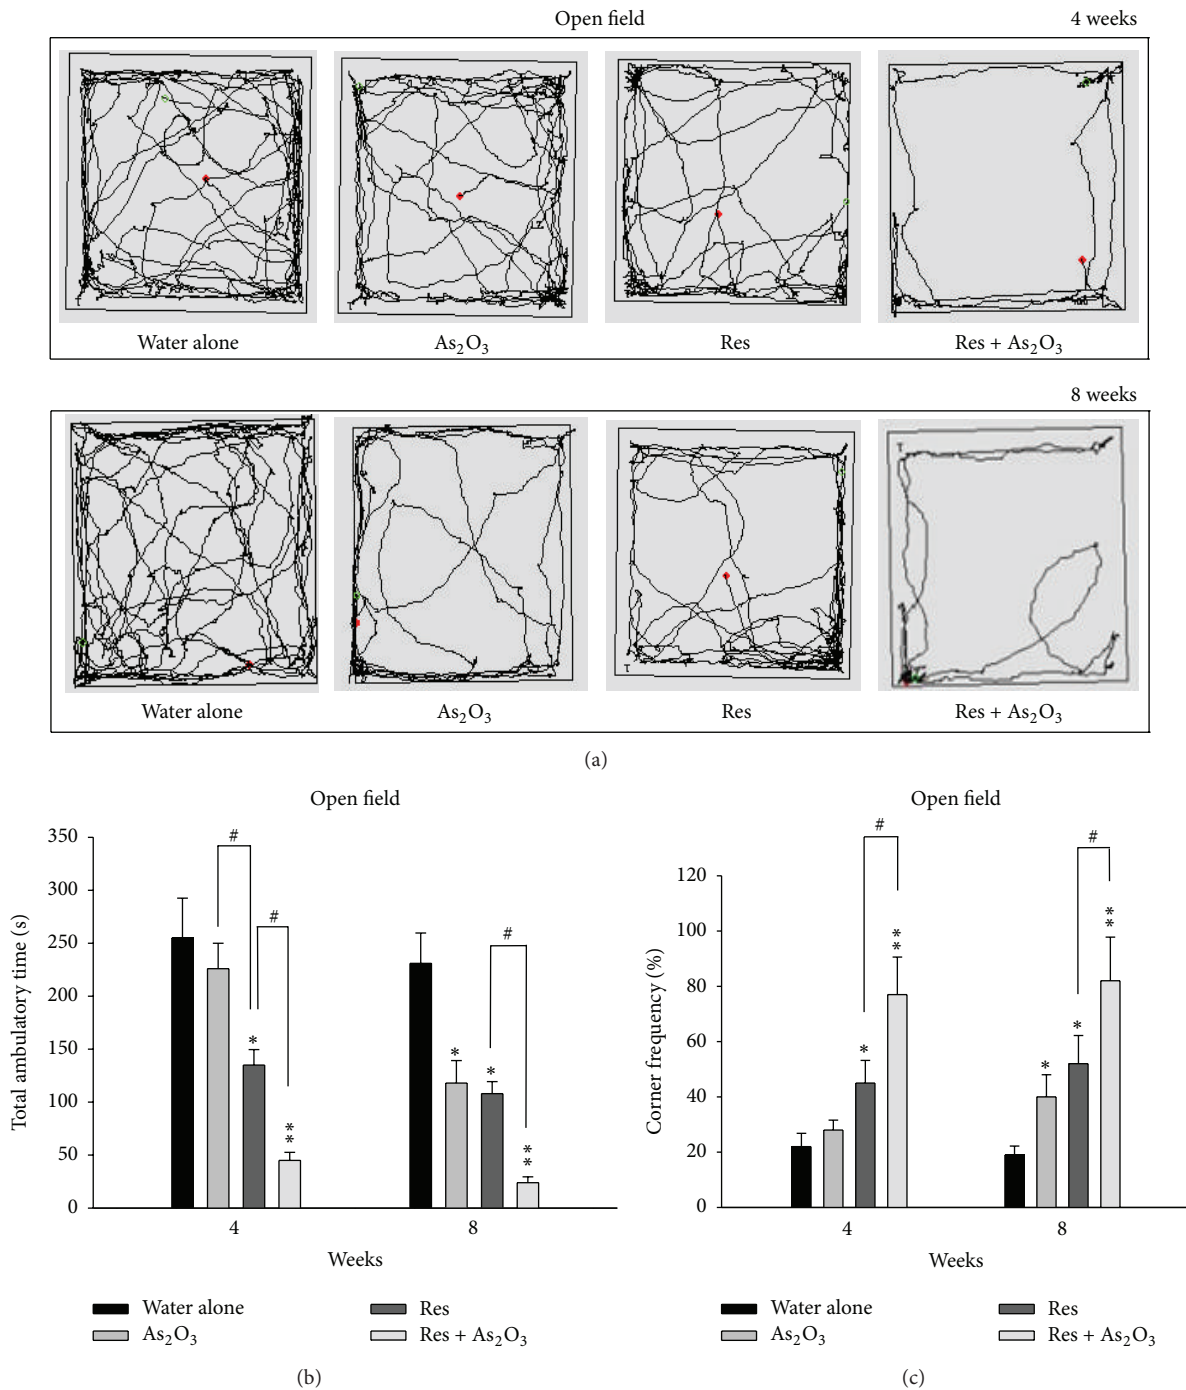 Open field
4 weeks
Water alone
As₂O₃
Res
Res + As₂O₃
8 weeks
Water alone
As₂O₃
Res
Res + As₂O₃
(a)
Open field
Total ambulatory time (s)
350
300
250
200
150
100
50
0
#
#
#
*
**
*
*
**
4
8
Weeks
Water alone
As₂O₃
Res
Res + As₂O₃
(b)
Open field
Corner frequency (%)
120
100
80
60
40
20
0
#
#
*
**
*
*
**
4
8
Weeks
Water alone
As₂O₃
Res
Res + As₂O₃
(c)